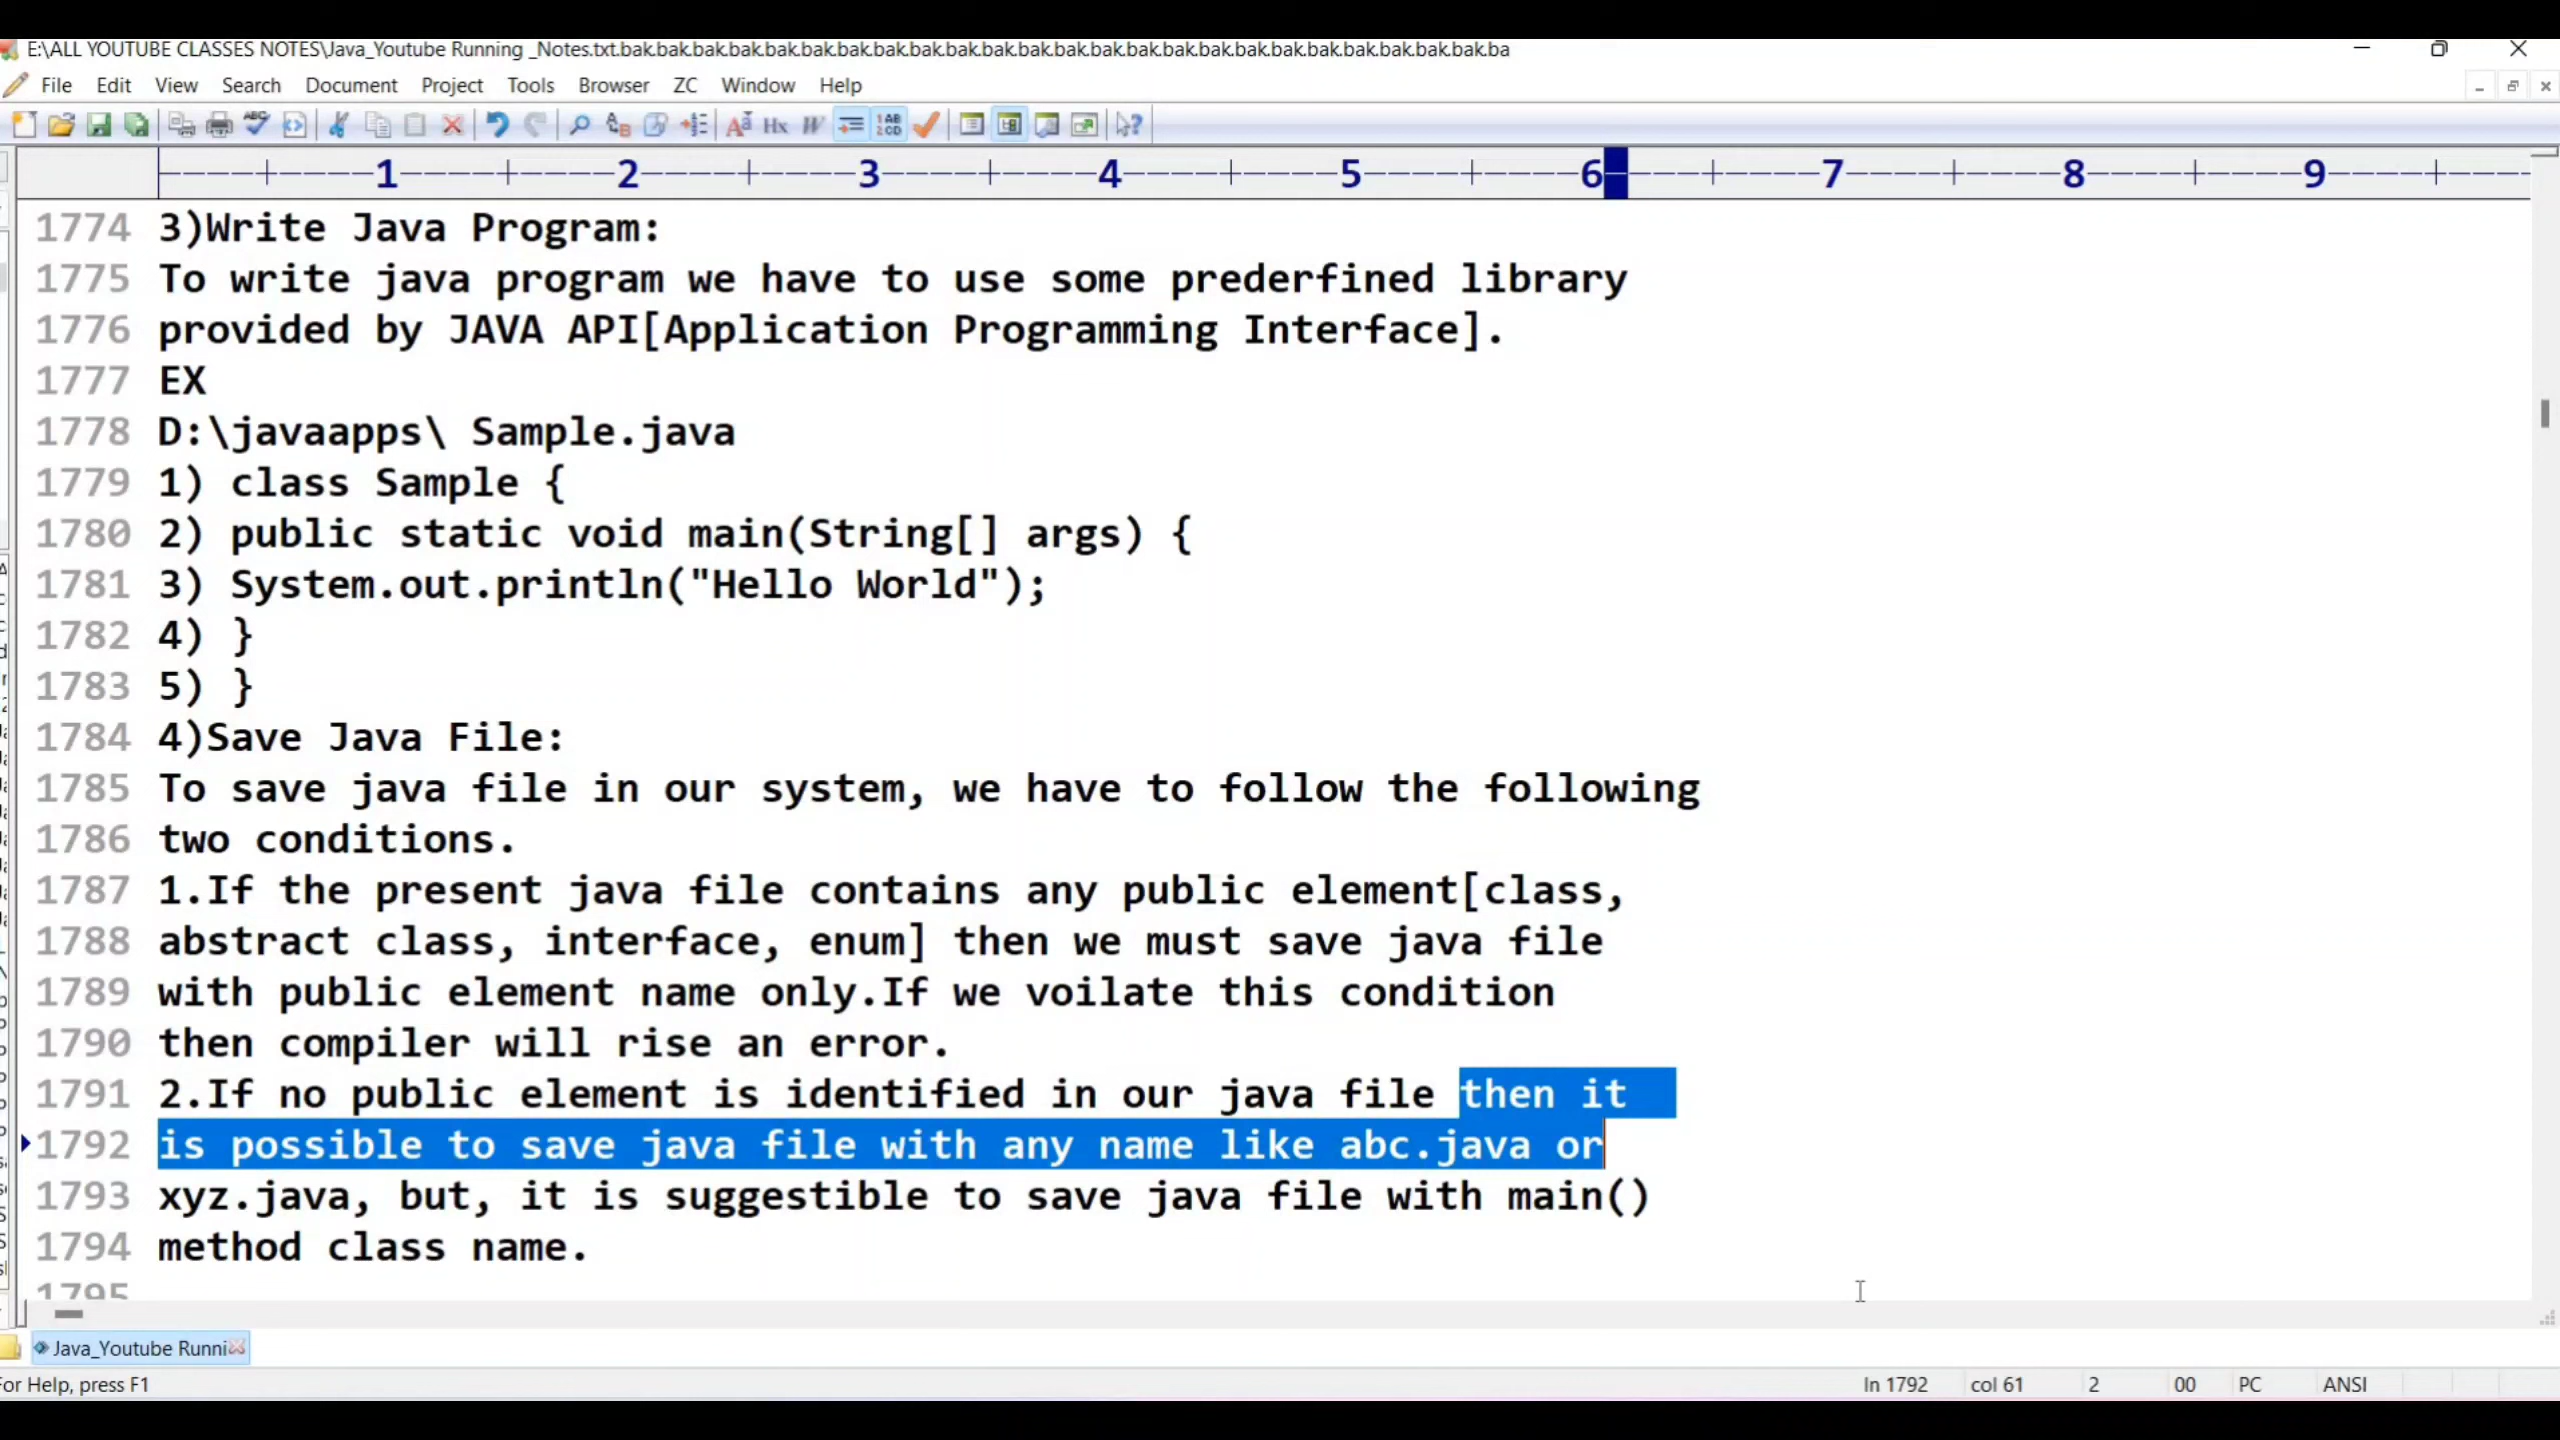 E:\ALL YOUTUBE CLASSES NOTES\Java_Youtube Running _Notes.txt.bak.bak.bak.bak.bak.bak.bak.bak.bak.bak.bak.bak.bak.bak.bak.bak.bak.bak.bak.bak.bak.bak.bak.bak.ba
File Edit View Search Document Project Tools Browser ZC Window Help
1 2 3 4 5 6 7 8 9
1774 3)Write Java Program:
1775 To write java program we have to use some prederfined library
1776 provided by JAVA API[Application Programming Interface].
1777 EX
1778 D:\javaapps\ Sample.java
1779 1) class Sample {
1780 2) public static void main(String[] args) {
1781 3) System.out.println("Hello World");
1782 4) }
1783 5) }
1784 4)Save Java File:
1785 To save java file in our system, we have to follow the following
1786 two conditions.
1787 1.If the present java file contains any public element[class,
1788 abstract class, interface, enum] then we must save java file
1789 with public element name only.If we voilate this condition
1790 then compiler will rise an error.
1791 2.If no public element is identified in our java file then it
1792 is possible to save java file with any name like abc.java or
1793 xyz.java, but, it is suggestible to save java file with main()
1794 method class name.
1795
Java_Youtube Runni
For Help, press F1 ln 1792 col 61 2 00 PC ANSI